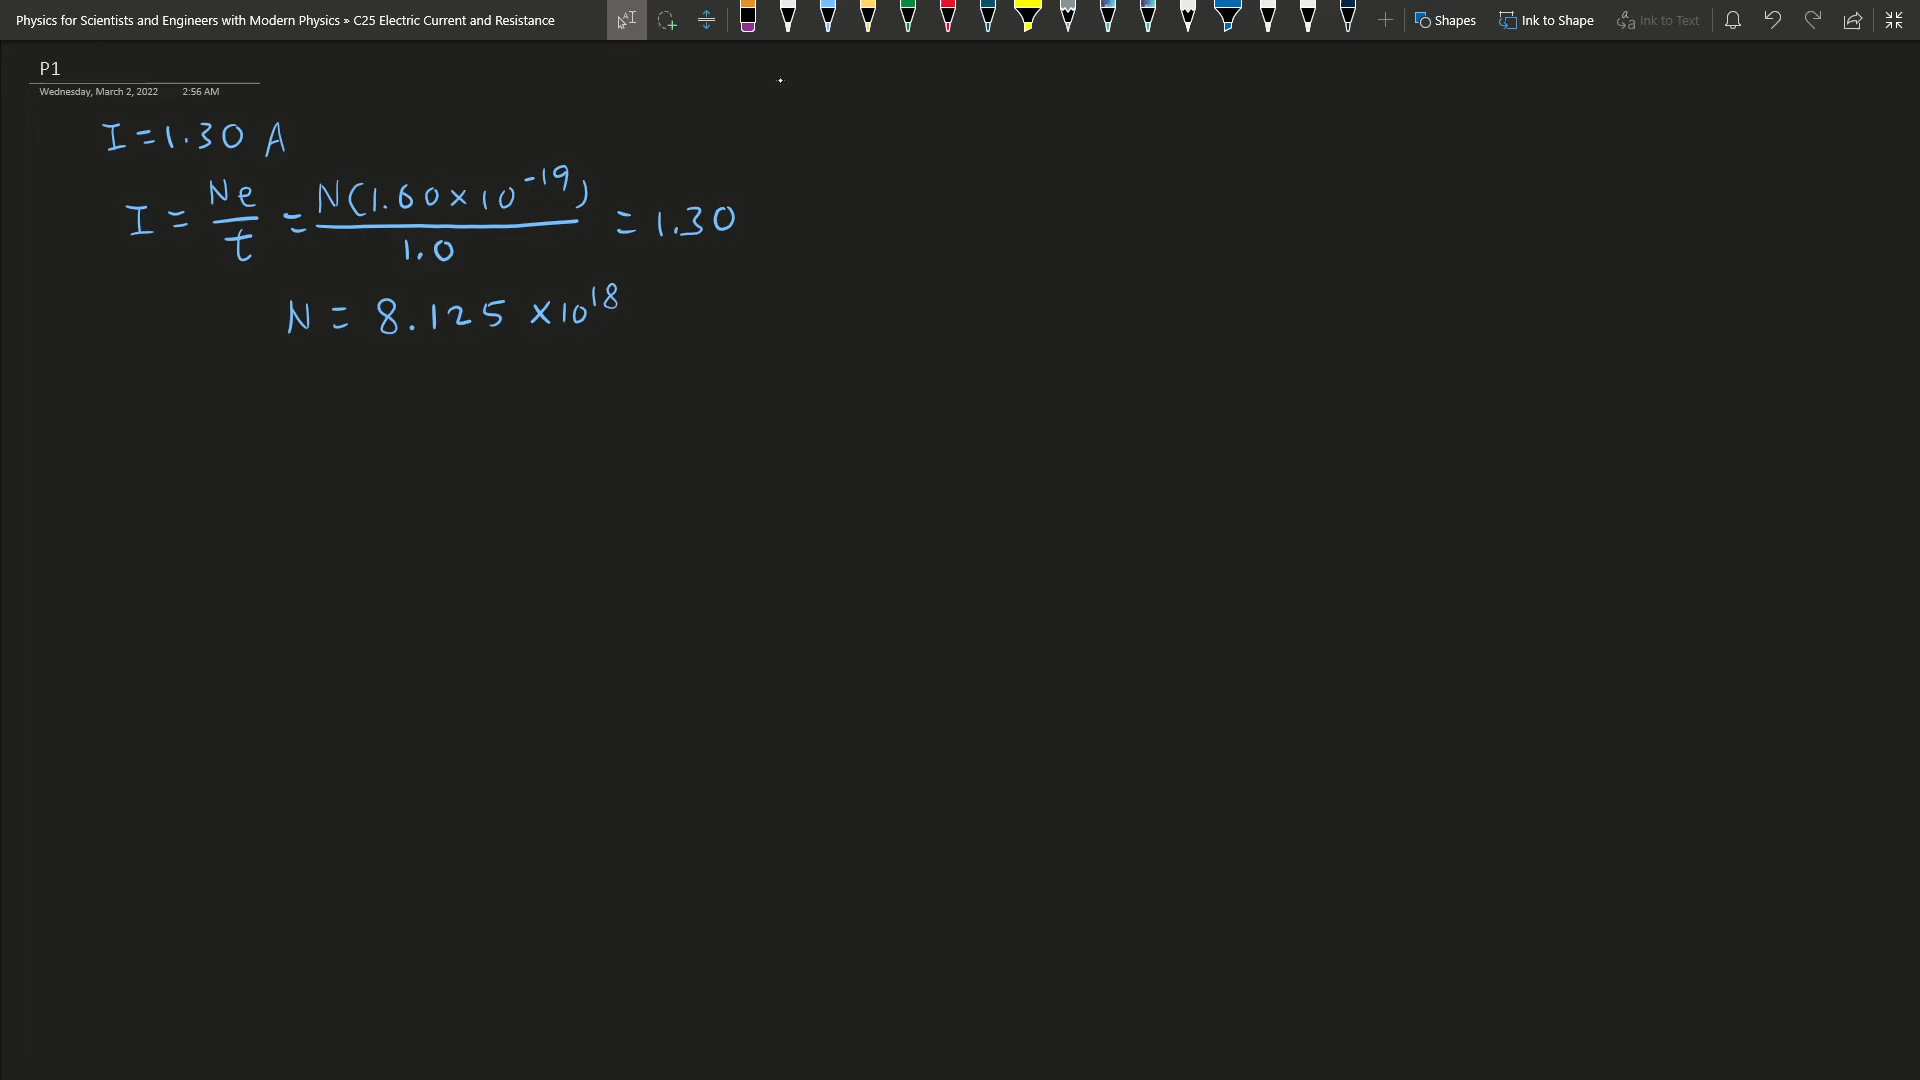 Physics for Scientists and Engineers with Modern Physics » C25 Electric Current and Resistance
Shapes
Ink to Shape
Ink to Text
P1
Wednesday, March 2, 2022 2:56 AM
I = 1.30 A
I = Ne/t = N(1.60 × 10^-19)/1.0 = 1.30
N = 8.125 × 10^18